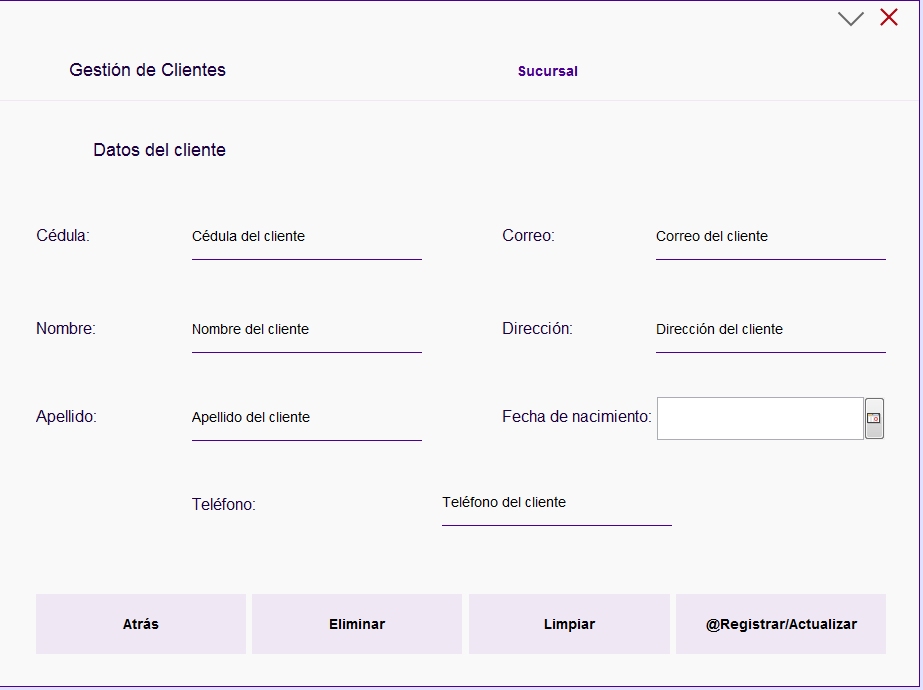 Gestión de Clientes
Sucursal
Datos del cliente
Cédula: Cédula del cliente
Correo: Correo del cliente
Nombre: Nombre del cliente
Dirección: Dirección del cliente
Apellido: Apellido del cliente
Fecha de nacimiento:
Teléfono: Teléfono del cliente
Atrás
Eliminar
Limpiar
@Registrar/Actualizar